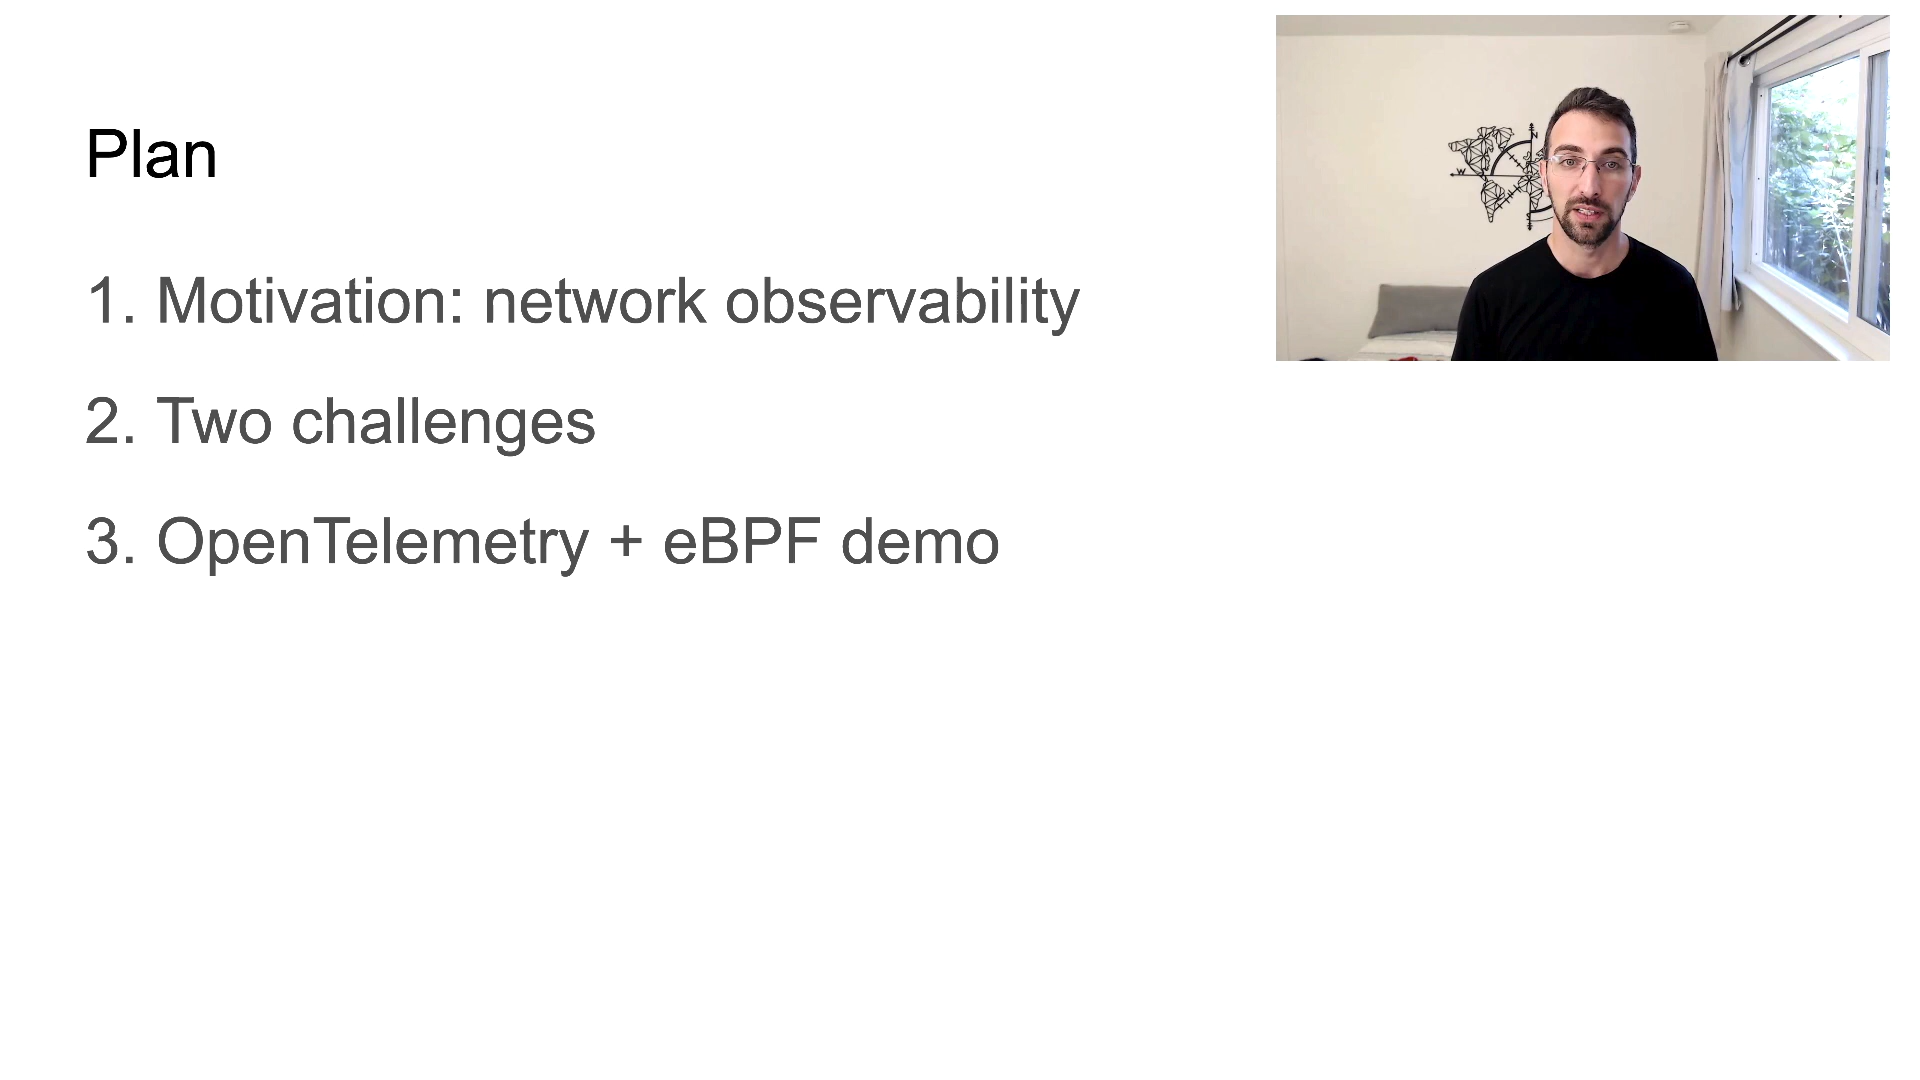 Plan
1. Motivation: network observability
2. Two challenges
3. OpenTelemetry + eBPF demo
N
W